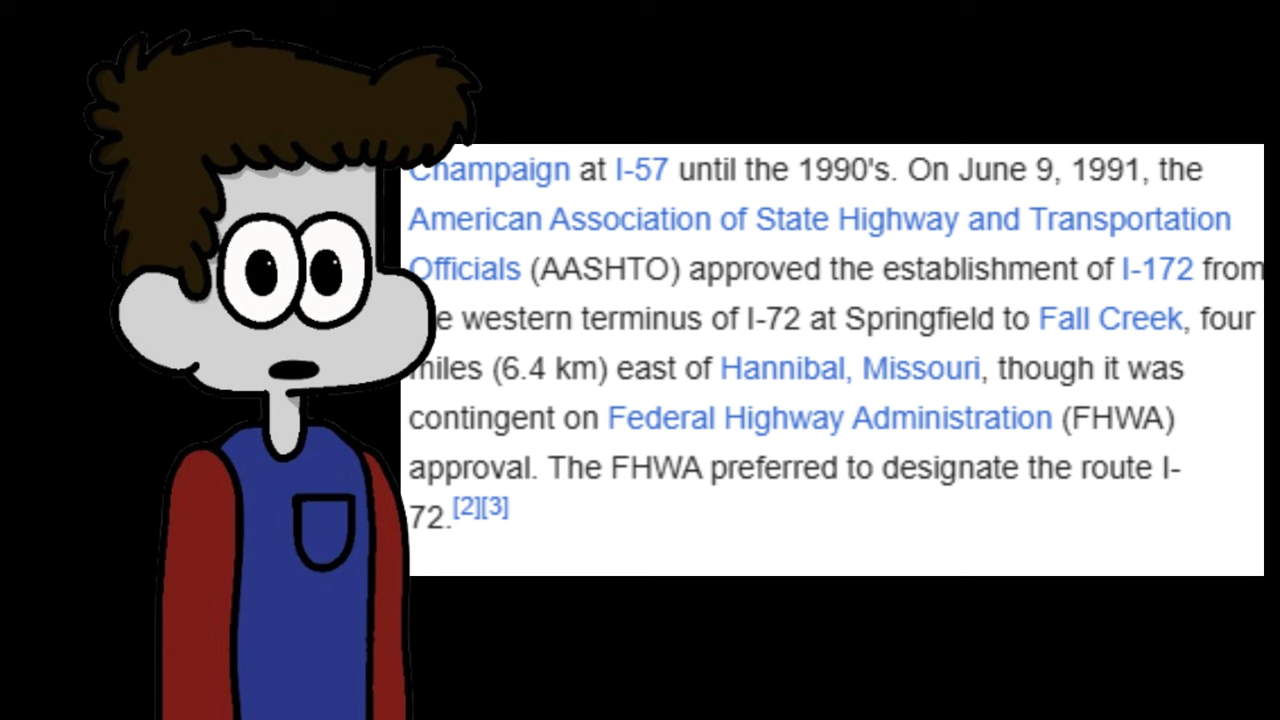 Champaign at I-57 until the 1990's. On June 9, 1991, the
American Association of State Highway and Transportation
Officials (AASHTO) approved the establishment of I-172 from
western terminus of I-72 at Springfield to Fall Creek, four
miles (6.4 km) east of Hannibal, Missouri, though it was
contingent on Federal Highway Administration (FHWA)
approval. The FHWA preferred to designate the route I-
72.[2][3]